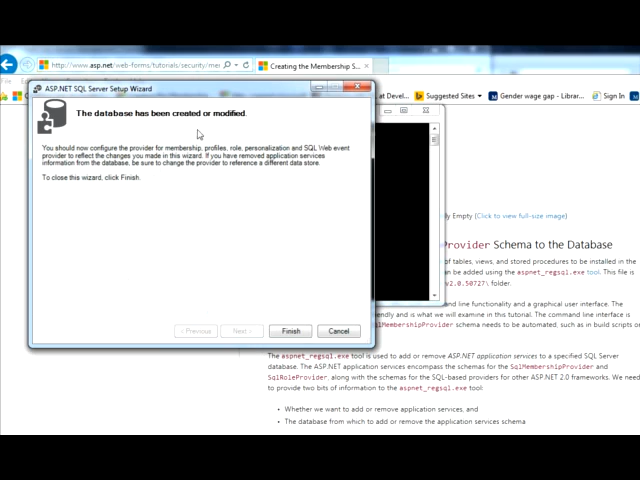 http://www.asp.net/web-forms/tutorials/security/mer
Creating the Membership S...
File
ASP.NET SQL Server Setup Wizard
at Devel...
Suggested Sites
Gender wage gap - Librar...
Sign In
The database has been created or modified.
You should now configure the provider for membership, profiles, role, personalization and SQL Web event
provider to reflect the changes you made in this wizard. If you have removed application services
information from the database, be sure to change the provider to reference a different data store.
To close this wizard, click Finish.
< Previous
Next >
Finish
Cancel
ly Empty (Click to view full-size image)
Provider Schema to the Database
of tables, views, and stored procedures to be installed in the
can be added using the aspnet_regsql.exe tool. This file is
v2.0.50727\ folder.
and line functionality and a graphical user interface. The
endly and is what we will examine in this tutorial. The command line interface is
qlMembershipProvider schema needs to be automated, such as in build scripts or
The aspnet_regsql.exe tool is used to add or remove ASP.NET application services to a specified SQL Server
database. The ASP.NET application services encompass the schemas for the SqlMembershipProvider and
SqlRoleProvider, along with the schemas for the SQL-based providers for other ASP.NET 2.0 frameworks. We need
to provide two bits of information to the aspnet_regsql.exe tool:
• Whether we want to add or remove application services, and
• The database from which to add or remove the application services schema